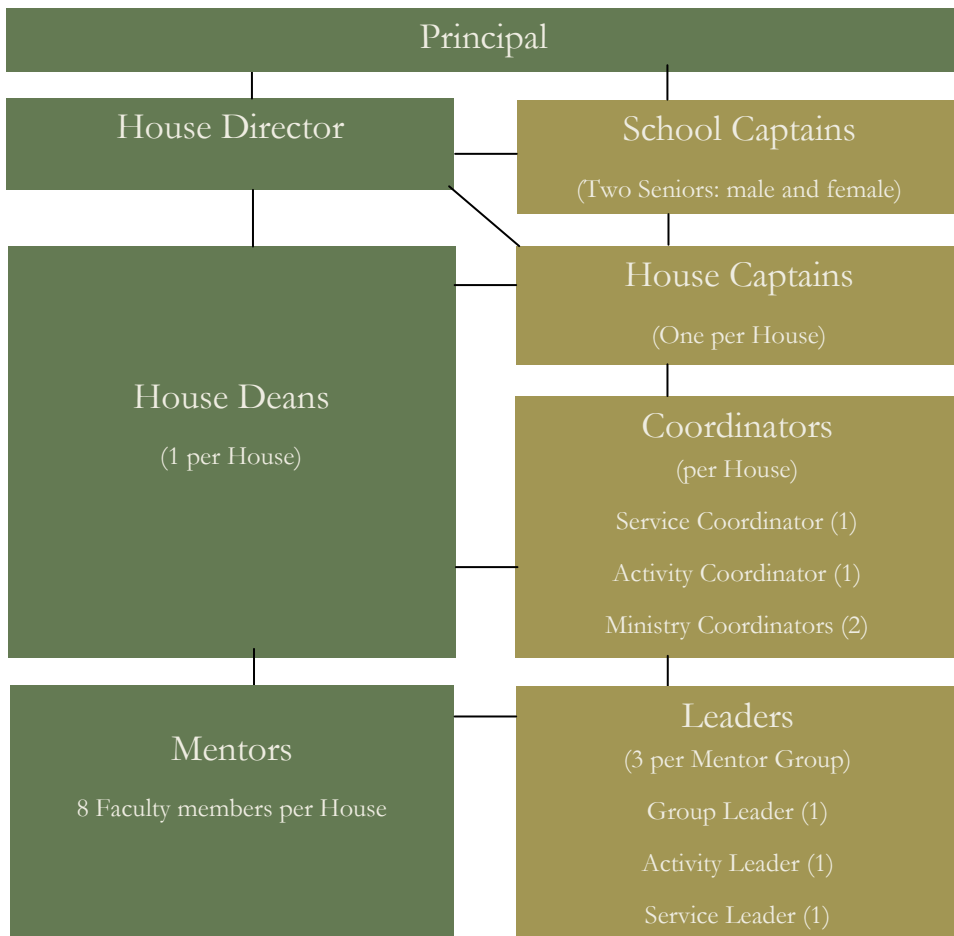 Principal
House Director
School Captains
(Two Seniors: male and female)
House Captains
(One per House)
House Deans
(1 per House)
Coordinators
(per House)
Service Coordinator (1)
Activity Coordinator (1)
Ministry Coordinators (2)
Mentors
8 Faculty members per House
Leaders
(3 per Mentor Group)
Group Leader (1)
Activity Leader (1)
Service Leader (1)